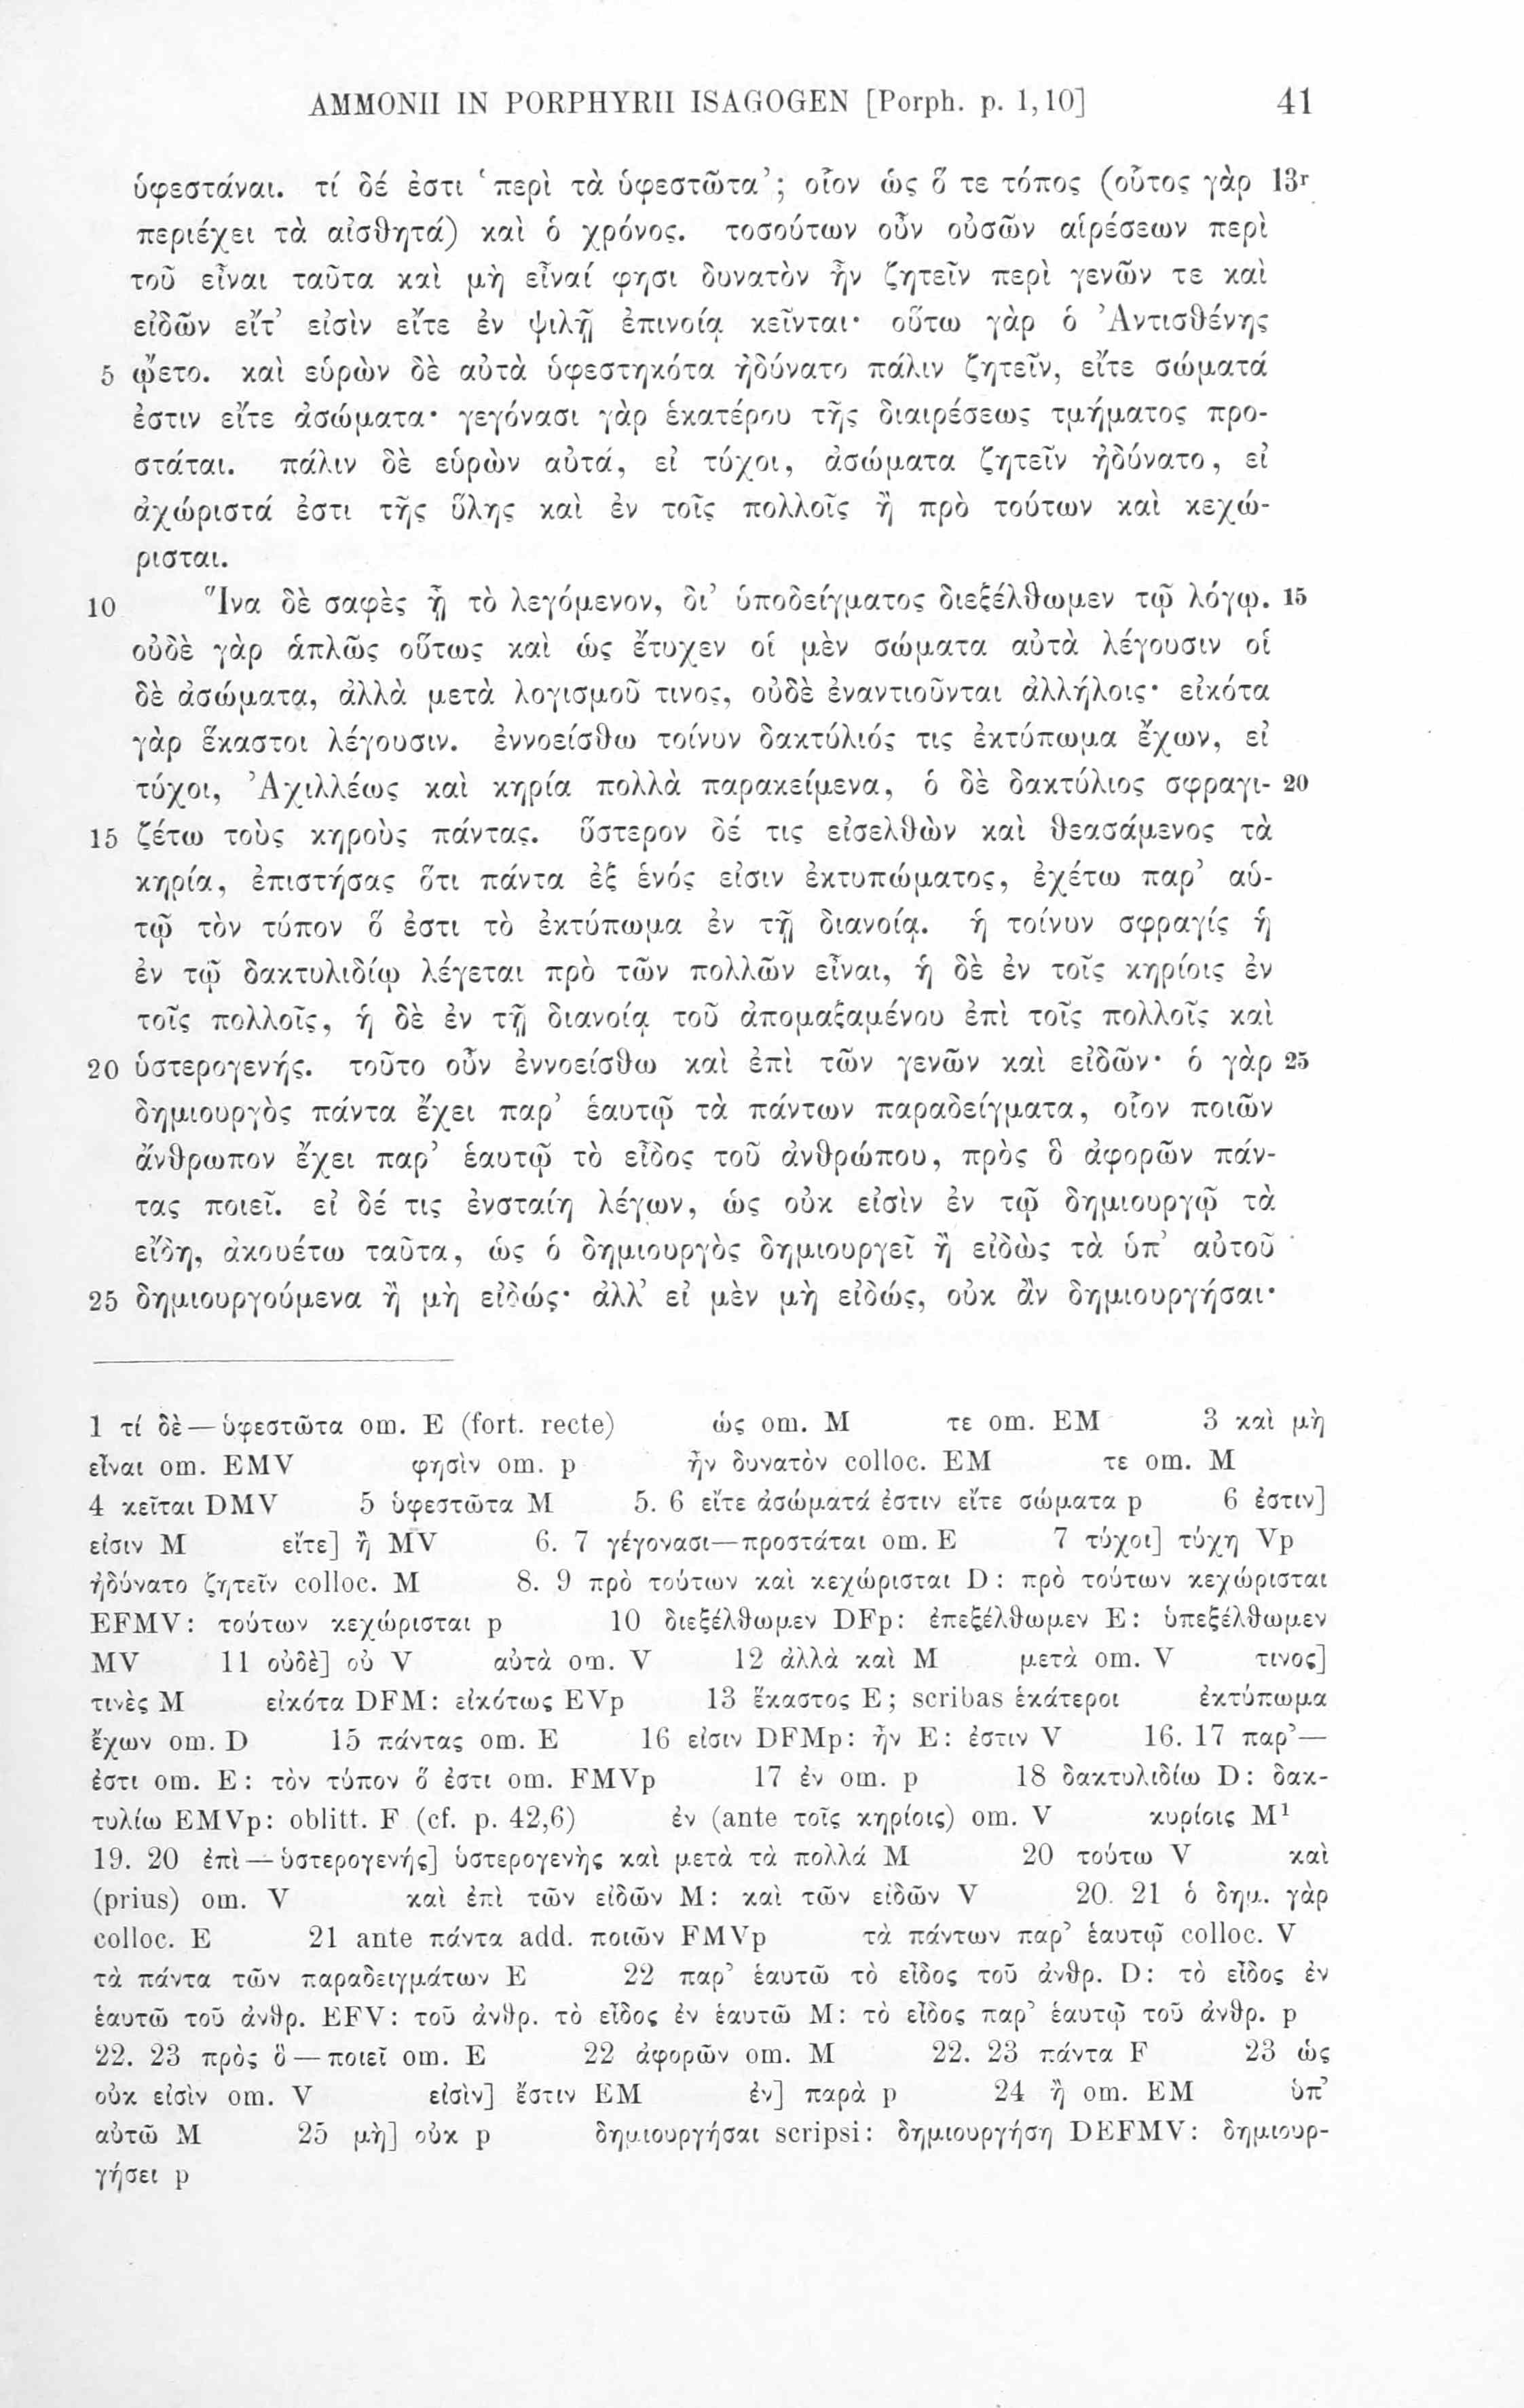 AMMONII IN PORPHYRII ISAGOGEN [Porph. p. 1,10] 41
ὑφεστάναι. τί δέ ἐστι ‘περὶ τὰ ὑφεστῶτα’; οἷον ὡς ὅ τε τόπος (οὗτος γὰρ 13r
περιέχει τὰ αἰσθητά) καὶ ὁ χρόνος. τοσούτων οὖν οὐσῶν αἱρέσεων περὶ
τοῦ εἶναι ταῦτα καὶ μὴ εἶναί φησι δυνατὸν ἦν ζητεῖν περὶ γενῶν τε καὶ
εἰδῶν εἴτ’ εἰσὶν εἴτε ἐν ψιλῇ ἐπινοίᾳ κεῖνται· οὕτω γὰρ ὁ Ἀντισθένης
5 ᾤετο. καὶ εὑρὼν δὲ αὐτὰ ὑφεστηκότα ἠδύνατο πάλιν ζητεῖν, εἴτε σώματά
ἐστιν εἴτε ἀσώματα· γεγόνασι γὰρ ἑκατέρου τῆς διαιρέσεως τμήματος προ-
στάται. πάλιν δὲ εὑρὼν αὐτά, εἰ τύχοι, ἀσώματα ζητεῖν ἠδύνατο, εἰ
ἀχώριστά ἐστι τῆς ὕλης καὶ ἐν τοῖς πολλοῖς ἢ πρὸ τούτων καὶ κεχώ-
ρισται.
10 Ἵνα δὲ σαφὲς ᾖ τὸ λεγόμενον, δι’ ὑποδείγματος διεξέλθωμεν τῷ λόγῳ. 15
οὐδὲ γὰρ ἁπλῶς οὕτως καὶ ὡς ἔτυχεν οἱ μὲν σώματα αὐτὰ λέγουσιν οἱ
δὲ ἀσώματα, ἀλλὰ μετὰ λογισμοῦ τινος, οὐδὲ ἐναντιοῦνται ἀλλήλοις· εἰκότα
γὰρ ἕκαστοι λέγουσιν. ἐννοείσθω τοίνυν δακτύλιός τις ἐκτύπωμα ἔχων, εἰ
τύχοι, Ἀχιλλέως καὶ κηρία πολλὰ παρακείμενα, ὁ δὲ δακτύλιος σφραγι- 20
15 ζέτω τοὺς κηροὺς πάντας. ὕστερον δέ τις εἰσελθὼν καὶ θεασάμενος τὰ
κηρία, ἐπιστήσας ὅτι πάντα ἐξ ἑνός εἰσιν ἐκτυπώματος, ἐχέτω παρ’ αὑ-
τῷ τὸν τύπον ὅ ἐστι τὸ ἐκτύπωμα ἐν τῇ διανοίᾳ. ἡ τοίνυν σφραγίς ἡ
ἐν τῷ δακτυλιδίῳ λέγεται πρὸ τῶν πολλῶν εἶναι, ἡ δὲ ἐν τοῖς κηρίοις ἐν
τοῖς πολλοῖς, ἡ δὲ ἐν τῇ διανοίᾳ τοῦ ἀπομαξαμένου ἐπὶ τοῖς πολλοῖς καὶ
20 ὑστερογενής. τοῦτο οὖν ἐννοείσθω καὶ ἐπὶ τῶν γενῶν καὶ εἰδῶν· ὁ γὰρ 25
δημιουργὸς πάντα ἔχει παρ’ ἑαυτῷ τὰ πάντων παραδείγματα, οἷον ποιῶν
ἄνθρωπον ἔχει παρ’ ἑαυτῷ τὸ εἶδος τοῦ ἀνθρώπου, πρὸς ὃ ἀφορῶν πάν-
τας ποιεῖ. εἰ δέ τις ἐνσταίη λέγων, ὡς οὐκ εἰσὶν ἐν τῷ δημιουργῷ τὰ
εἴδη, ἀκουέτω ταῦτα, ὡς ὁ δημιουργὸς δημιουργεῖ ἢ εἰδὼς τὰ ὑπ’ αὐτοῦ
25 δημιουργούμενα ἢ μὴ εἰδώς· ἀλλ’ εἰ μὲν μὴ εἰδώς, οὐκ ἂν δημιουργήσαι·
1 τί δὲ—ὑφεστῶτα om. E (fort. recte) ὡς om. M τε om. EM 3 καὶ μὴ
εἶναι om. EMV φησὶν om. p ἦν δυνατὸν colloc. EM τε om. M
4 κεῖται DMV 5 ὑφεστῶτα M 5. 6 εἴτε ἀσώματά ἐστιν εἴτε σώματα p 6 ἐστιν]
εἰσιν M εἴτε] ἢ MV 6. 7 γέγονασι—προστάται om. E 7 τύχοι] τύχη Vp
ἠδύνατο ζητεῖν colloc. M 8. 9 πρὸ τούτων καὶ κεχώρισται D: πρὸ τούτων κεχώρισται
EFMV: τούτων κεχώρισται p 10 διεξέλθωμεν DFp: ἐπεξέλθωμεν E: ὑπεξέλθωμεν
MV 11 οὐδὲ] οὐ V αὐτὰ om. V 12 ἀλλὰ καὶ M μετὰ om. V τινος]
τινὲς M εἰκότα DFM: εἰκότως EVp 13 ἕκαστος E; scribas ἑκάτεροι ἐκτύπωμα
ἔχων om. D 15 πάντας om. E 16 εἰσιν DFMp: ἦν E: ἐστιν V 16. 17 παρ’—
ἐστι om. E: τὸν τύπον ὅ ἐστι om. FMVp 17 ἐν om. p 18 δακτυλιδίω D: δακ-
τυλίω EMVp: oblitt. F (cf. p. 42,6) ἐν (ante τοῖς κηρίοις) om. V κυρίοις M¹
19. 20 ἐπὶ—ὑστερογενής] ὑστερογενὴς καὶ μετὰ τὰ πολλά M 20 τούτω V καὶ
(prius) om. V καὶ ἐπὶ τῶν εἰδῶν M: καὶ τῶν εἰδῶν V 20. 21 ὁ δημ. γὰρ
colloc. E 21 ante πάντα add. ποιῶν FMVp τὰ πάντων παρ’ ἑαυτῷ colloc. V
τὰ πάντα τῶν παραδειγμάτων E 22 παρ’ ἑαυτῶ τὸ εἶδος τοῦ ἀνθρ. D: τὸ εἶδος ἐν
ἑαυτῶ τοῦ ἀνθρ. EFV: τοῦ ἀνθρ. τὸ εἶδος ἐν ἑαυτῶ M: τὸ εἶδος παρ’ ἑαυτῷ τοῦ ἀνθρ. p
22. 23 πρὸς ὃ—ποιεῖ om. E 22 ἀφορῶν om. M 22. 23 πάντα F 23 ὡς
οὐκ εἰσὶν om. V εἰσὶν] ἔστιν EM ἐν] παρὰ p 24 ἢ om. EM ὑπ’
αὐτῶ M 25 μὴ] οὐκ p δημιουργήσαι scripsi: δημιουργήση DEFMV: δημιουρ-
γήσει p